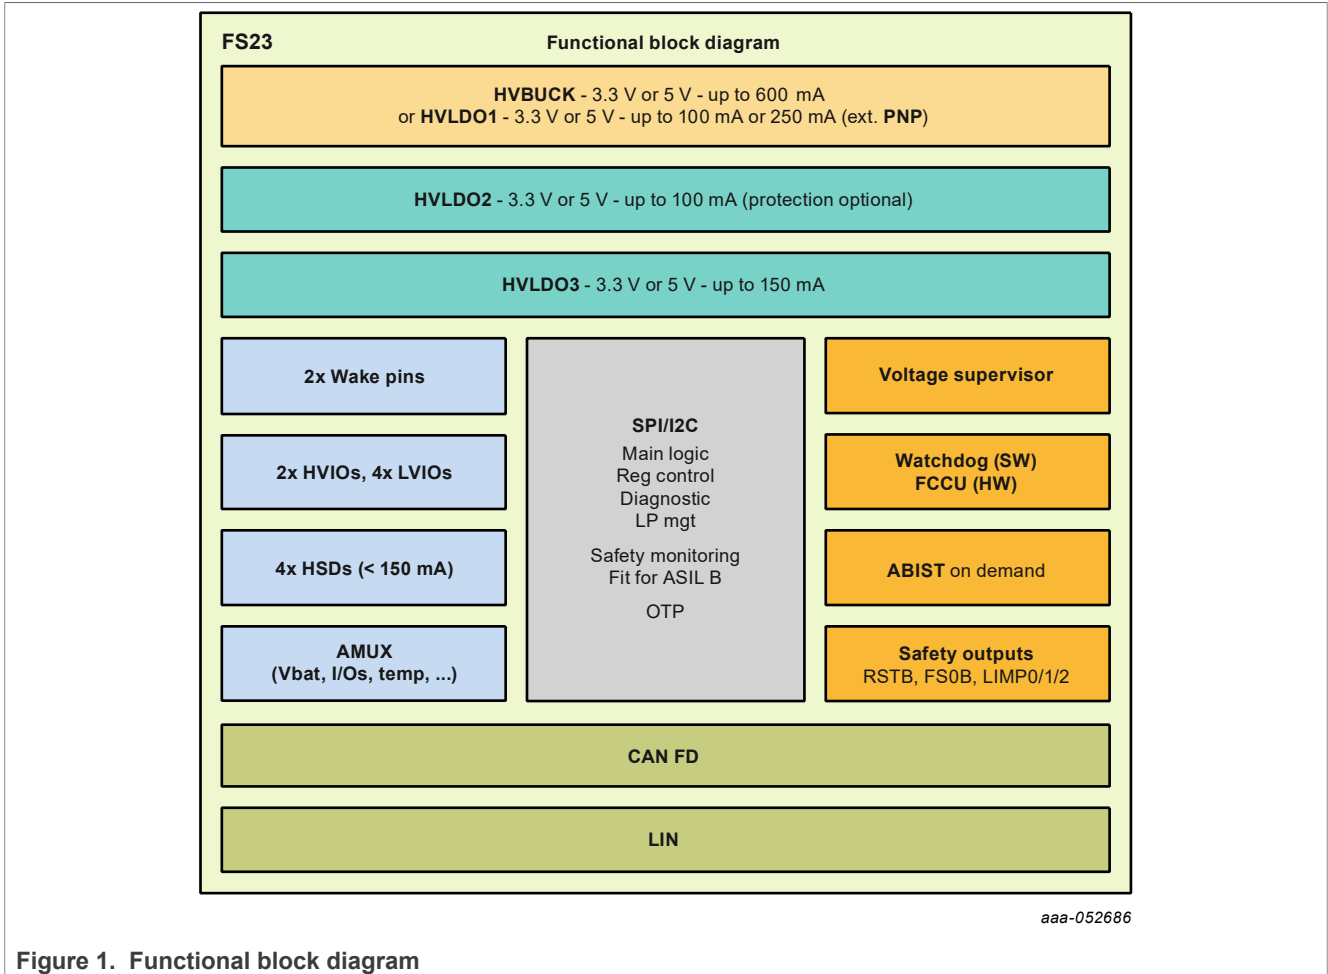 FS23
Functional block diagram
HVBUCK - 3.3 V or 5 V - up to 600 mA
or HVLDO1 - 3.3 V or 5 V - up to 100 mA or 250 mA (ext. PNP)
HVLDO2 - 3.3 V or 5 V - up to 100 mA (protection optional)
HVLDO3 - 3.3 V or 5 V - up to 150 mA
2x Wake pins
2x HVIOs, 4x LVIOs
4x HSDs (< 150 mA)
AMUX
(Vbat, I/Os, temp, ...)
SPI/I2C
Main logic
Reg control
Diagnostic
LP mgt
Safety monitoring
Fit for ASIL B
OTP
Voltage supervisor
Watchdog (SW)
FCCU (HW)
ABIST on demand
Safety outputs
RSTB, FS0B, LIMP0/1/2
CAN FD
LIN
aaa-052686
Figure 1. Functional block diagram